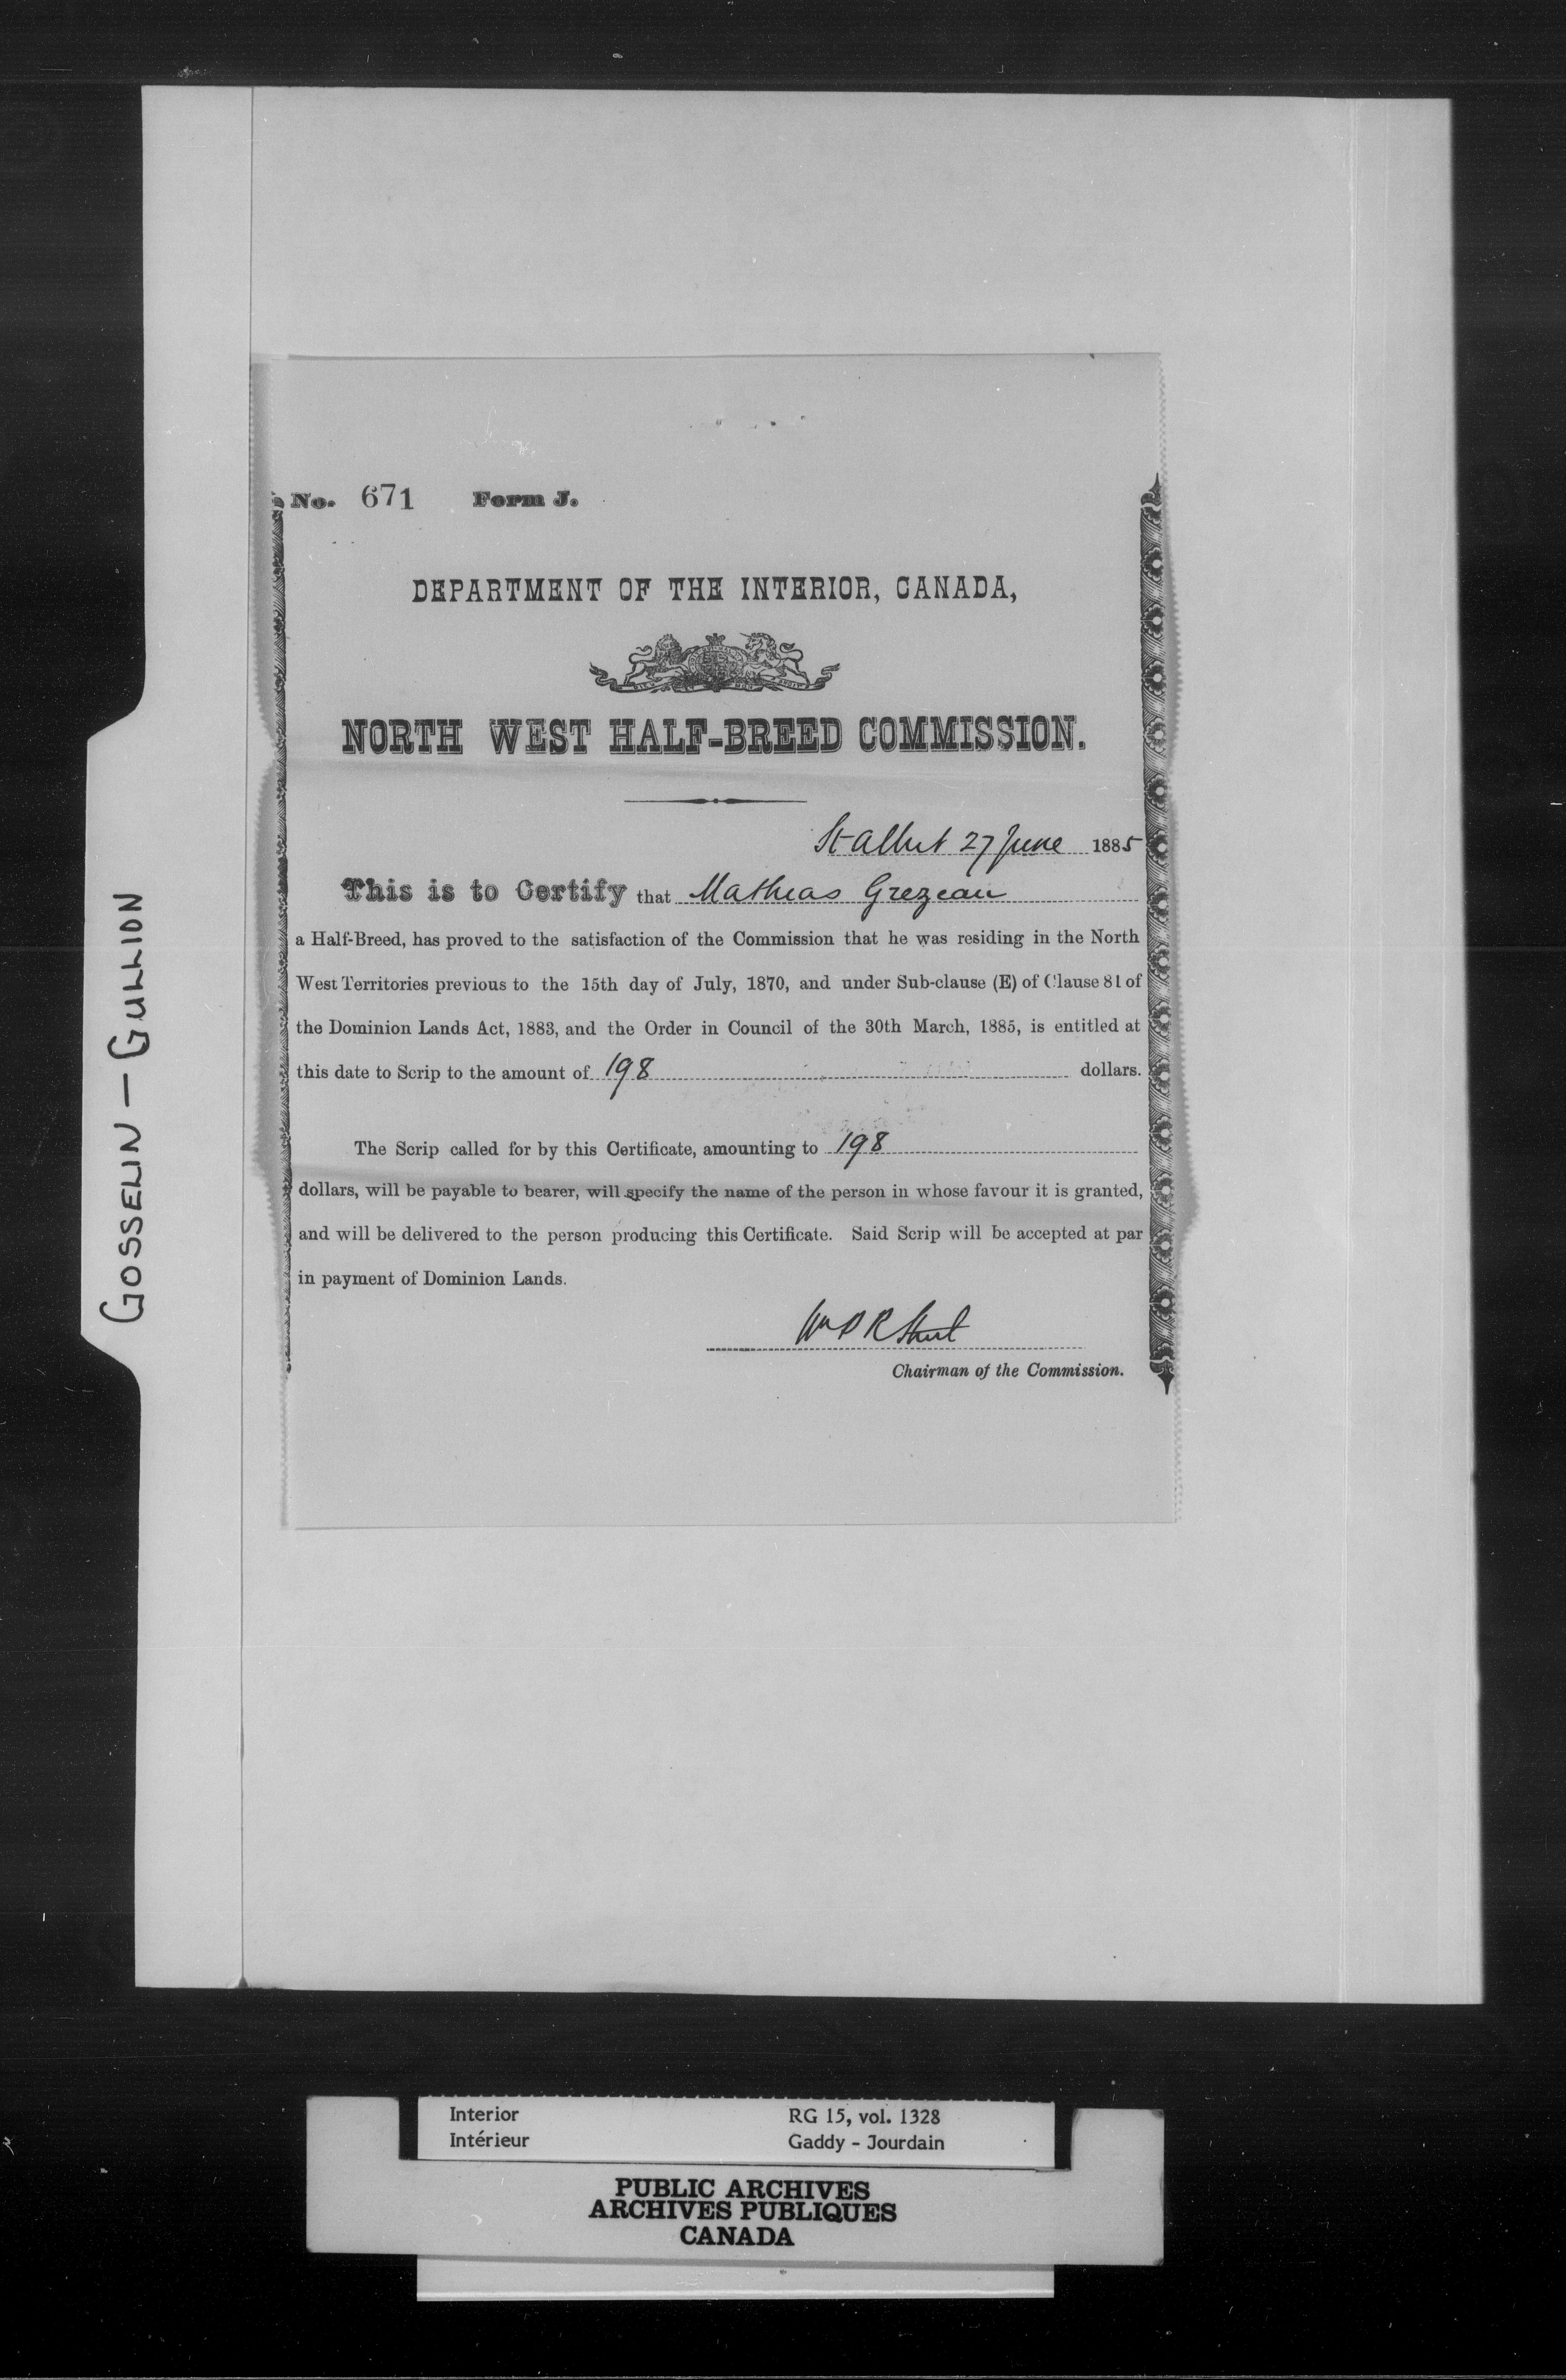 GOSSELIN – GULLION
No. 671 Form J.
DEPARTMENT OF THE INTERIOR, CANADA,
NORTH WEST HALF-BREED COMMISSION.
St Albert 27 June 1885
This is to Certify that Mathias Grezeau
a Half-Breed, has proved to the satisfaction of the Commission that he was residing in the North
West Territories previous to the 15th day of July, 1870, and under Sub-clause (E) of Clause 81 of
the Dominion Lands Act, 1883, and the Order in Council of the 30th March, 1885, is entitled at
this date to Scrip to the amount of 198 dollars.
The Scrip called for by this Certificate, amounting to 198
dollars, will be payable to bearer, will specify the name of the person in whose favour it is granted,
and will be delivered to the person producing this Certificate. Said Scrip will be accepted at par
in payment of Dominion Lands.
Wm P R Street
Chairman of the Commission.
Interior RG 15, vol. 1328
Intérieur Gaddy - Jourdain
PUBLIC ARCHIVES
ARCHIVES PUBLIQUES
CANADA